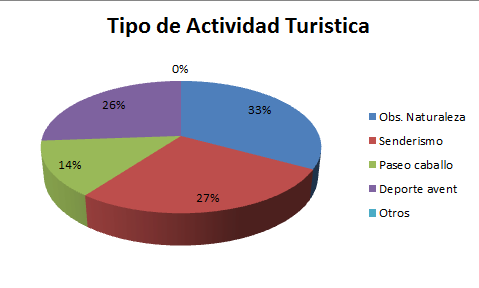 Tipo de Actividad Turistica
0%
26%
33%
14%
27%
Obs. Naturaleza
Senderismo
Paseo caballo
Deporte avent
Otros